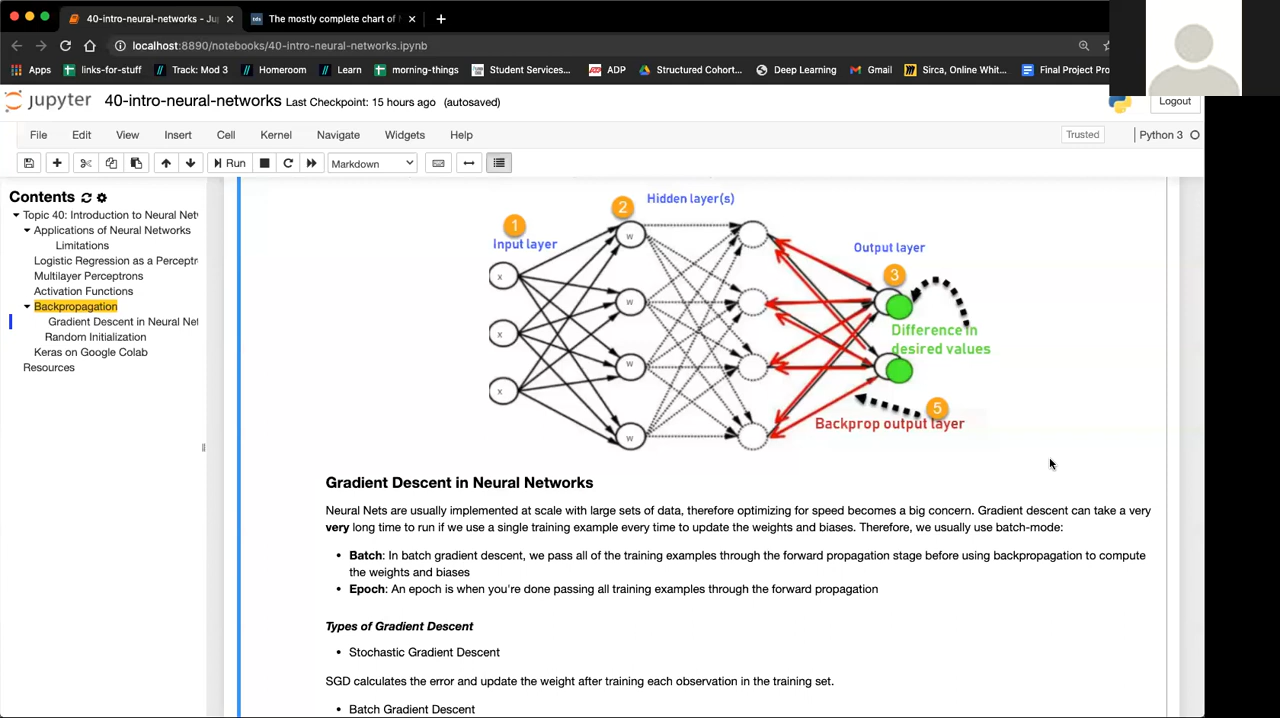 40-intro-neural-networks - Ju
tds
The mostly complete chart of
localhost:8890/notebooks/40-intro-neural-networks.ipynb
Apps links-for-stuff Track: Mod 3 Homeroom Learn morning-things Student Services... ADP Structured Cohort... Deep Learning Gmail Sirca, Online Whit... Final Project Pro
jupyter 40-intro-neural-networks Last Checkpoint: 15 hours ago (autosaved)
Logout
File Edit View Insert Cell Kernel Navigate Widgets Help
Trusted Python 3
Run Markdown
Contents
Topic 40: Introduction to Neural Net
Applications of Neural Networks
Limitations
Logistic Regression as a Perceptr
Multilayer Perceptrons
Activation Functions
Backpropagation
Gradient Descent in Neural Net
Random Initialization
Keras on Google Colab
Resources
1
Input layer
2
Hidden layer(s)
Output layer
3
x
x
x
w
w
w
w
Difference in
desired values
5
Backprop output layer
Gradient Descent in Neural Networks
Neural Nets are usually implemented at scale with large sets of data, therefore optimizing for speed becomes a big concern. Gradient descent can take a very
very long time to run if we use a single training example every time to update the weights and biases. Therefore, we usually use batch-mode:
• Batch: In batch gradient descent, we pass all of the training examples through the forward propagation stage before using backpropagation to compute
the weights and biases
• Epoch: An epoch is when you're done passing all training examples through the forward propagation
Types of Gradient Descent
• Stochastic Gradient Descent
SGD calculates the error and update the weight after training each observation in the training set.
• Batch Gradient Descent